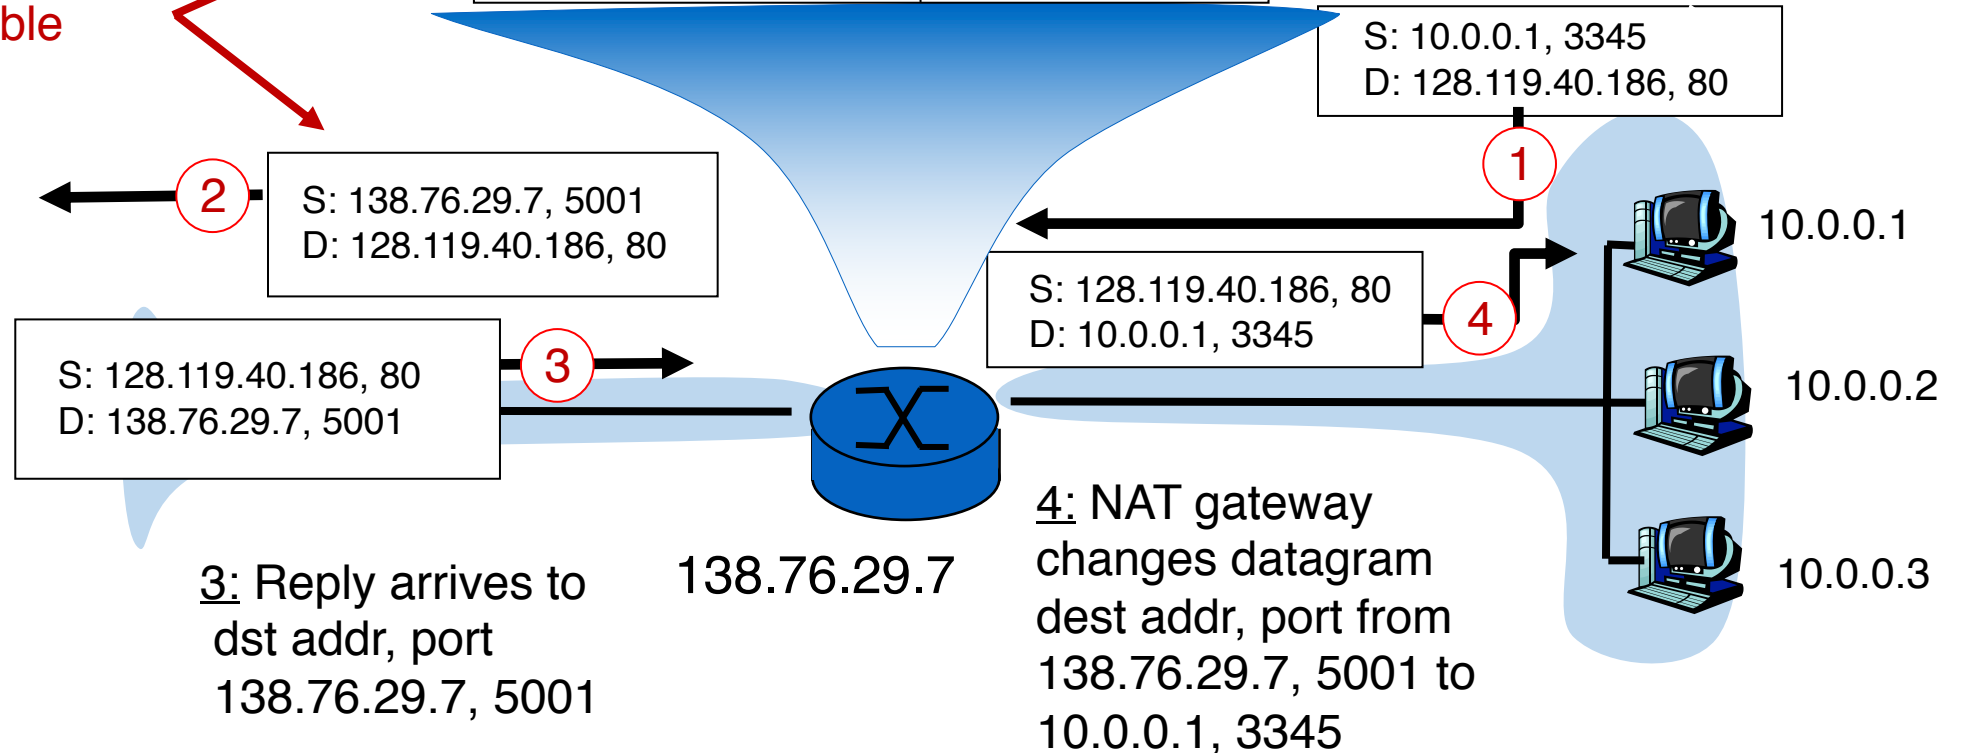 ble
S: 10.0.0.1, 3345
D: 128.119.40.186, 80
1
2
S: 138.76.29.7, 5001
D: 128.119.40.186, 80
10.0.0.1
S: 128.119.40.186, 80
D: 10.0.0.1, 3345
4
3
S: 128.119.40.186, 80
D: 138.76.29.7, 5001
10.0.0.2
138.76.29.7
10.0.0.3
3: Reply arrives to
dst addr, port
138.76.29.7, 5001
4: NAT gateway
changes datagram
dest addr, port from
138.76.29.7, 5001 to
10.0.0.1, 3345